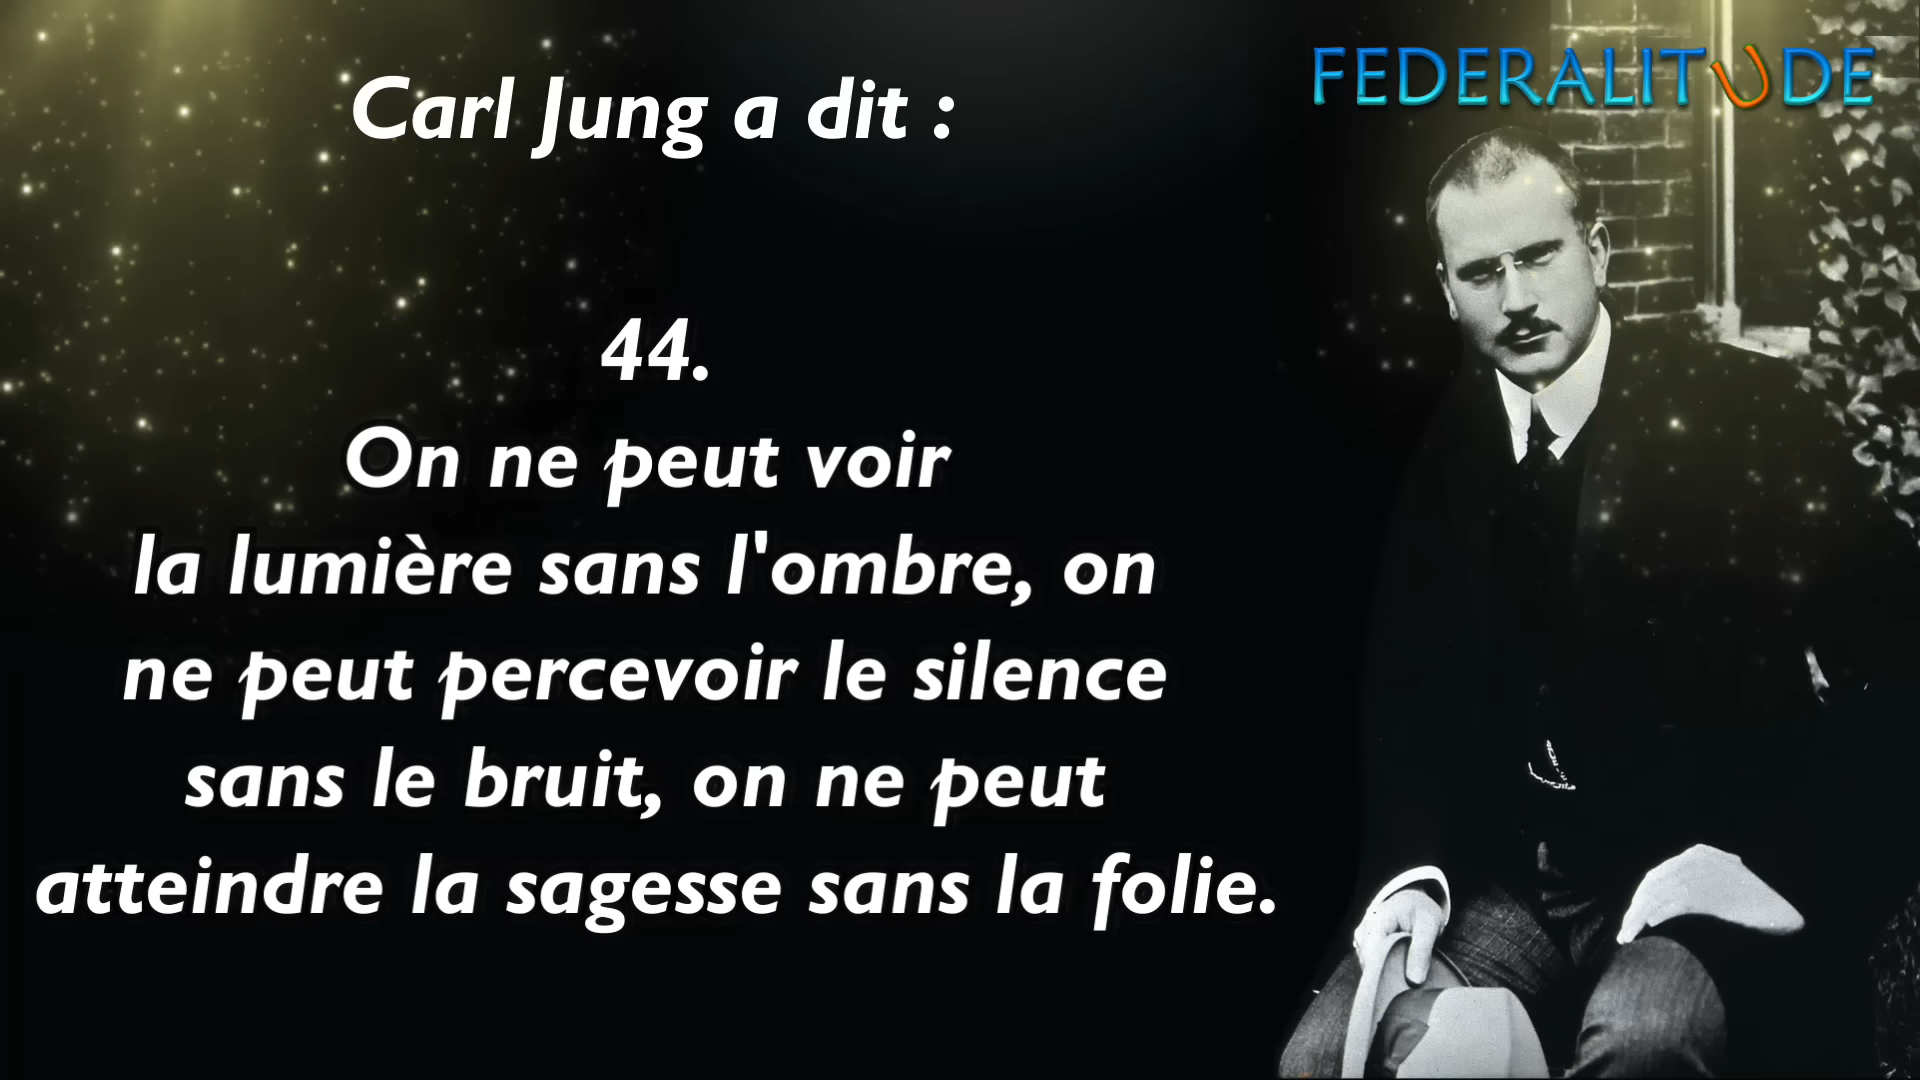 FEDERALITUDE
Carl Jung a dit :
44.
On ne peut voir
la lumière sans l'ombre, on
ne peut percevoir le silence
sans le bruit, on ne peut
atteindre la sagesse sans la folie.